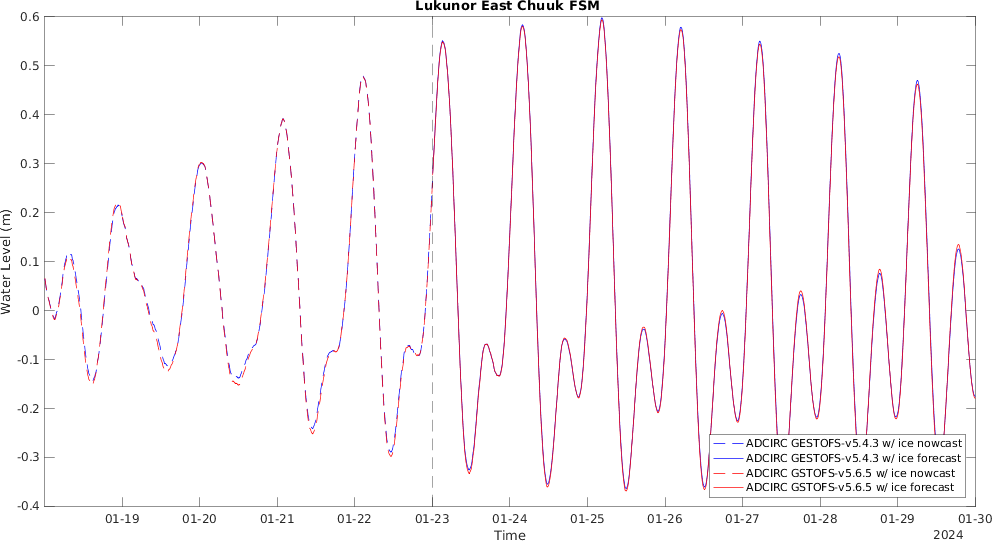 Lukunor East Chuuk FSM
0.6
0.5
0.4
0.3
0.2
0.1
0
-0.1
-0.2
-0.3
-0.4
Water Level (m)
ADCIRC GESTOFS-v5.4.3 w/ ice nowcast
ADCIRC GESTOFS-v5.4.3 w/ ice forecast
ADCIRC GSTOFS-v5.6.5 w/ ice nowcast
ADCIRC GSTOFS-v5.6.5 w/ ice forecast
01-19 01-20 01-21 01-22 01-23 01-24 01-25 01-26 01-27 01-28 01-29 01-30
Time
2024